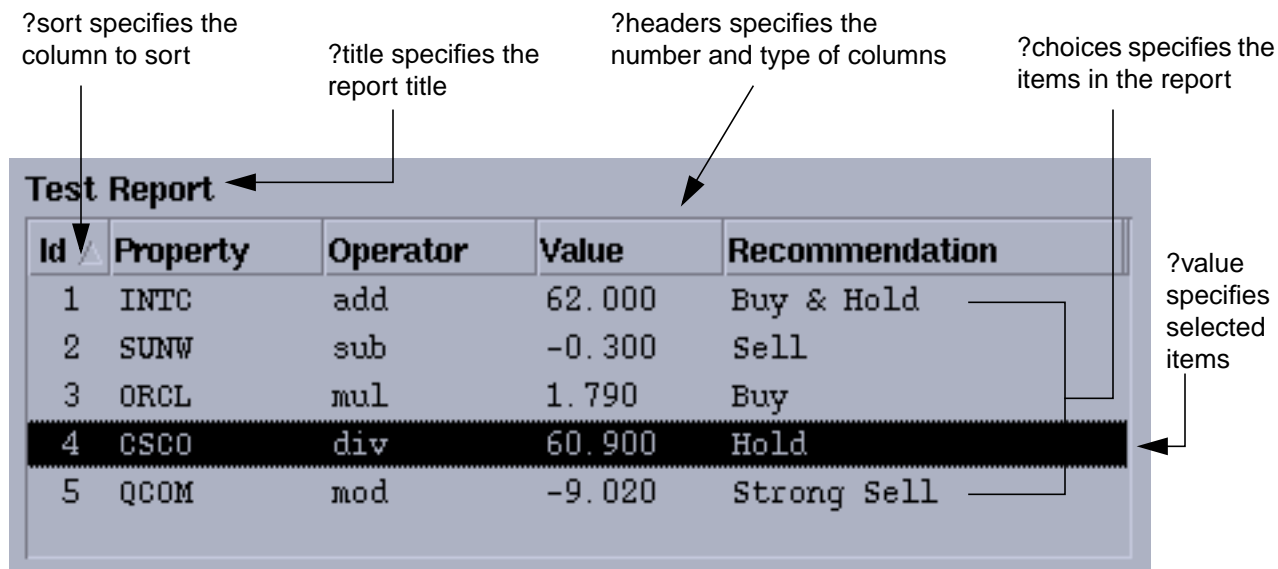 ?sort specifies the
column to sort
?title specifies the
report title
?headers specifies the
number and type of columns
?choices specifies the
items in the report
Test Report
Id Property Operator Value Recommendation
1 INTC add 62.000 Buy & Hold
2 SUNW sub -0.300 Sell
3 ORCL mul 1.790 Buy
4 CSCO div 60.900 Hold
5 QCOM mod -9.020 Strong Sell
?value
specifies
selected
items